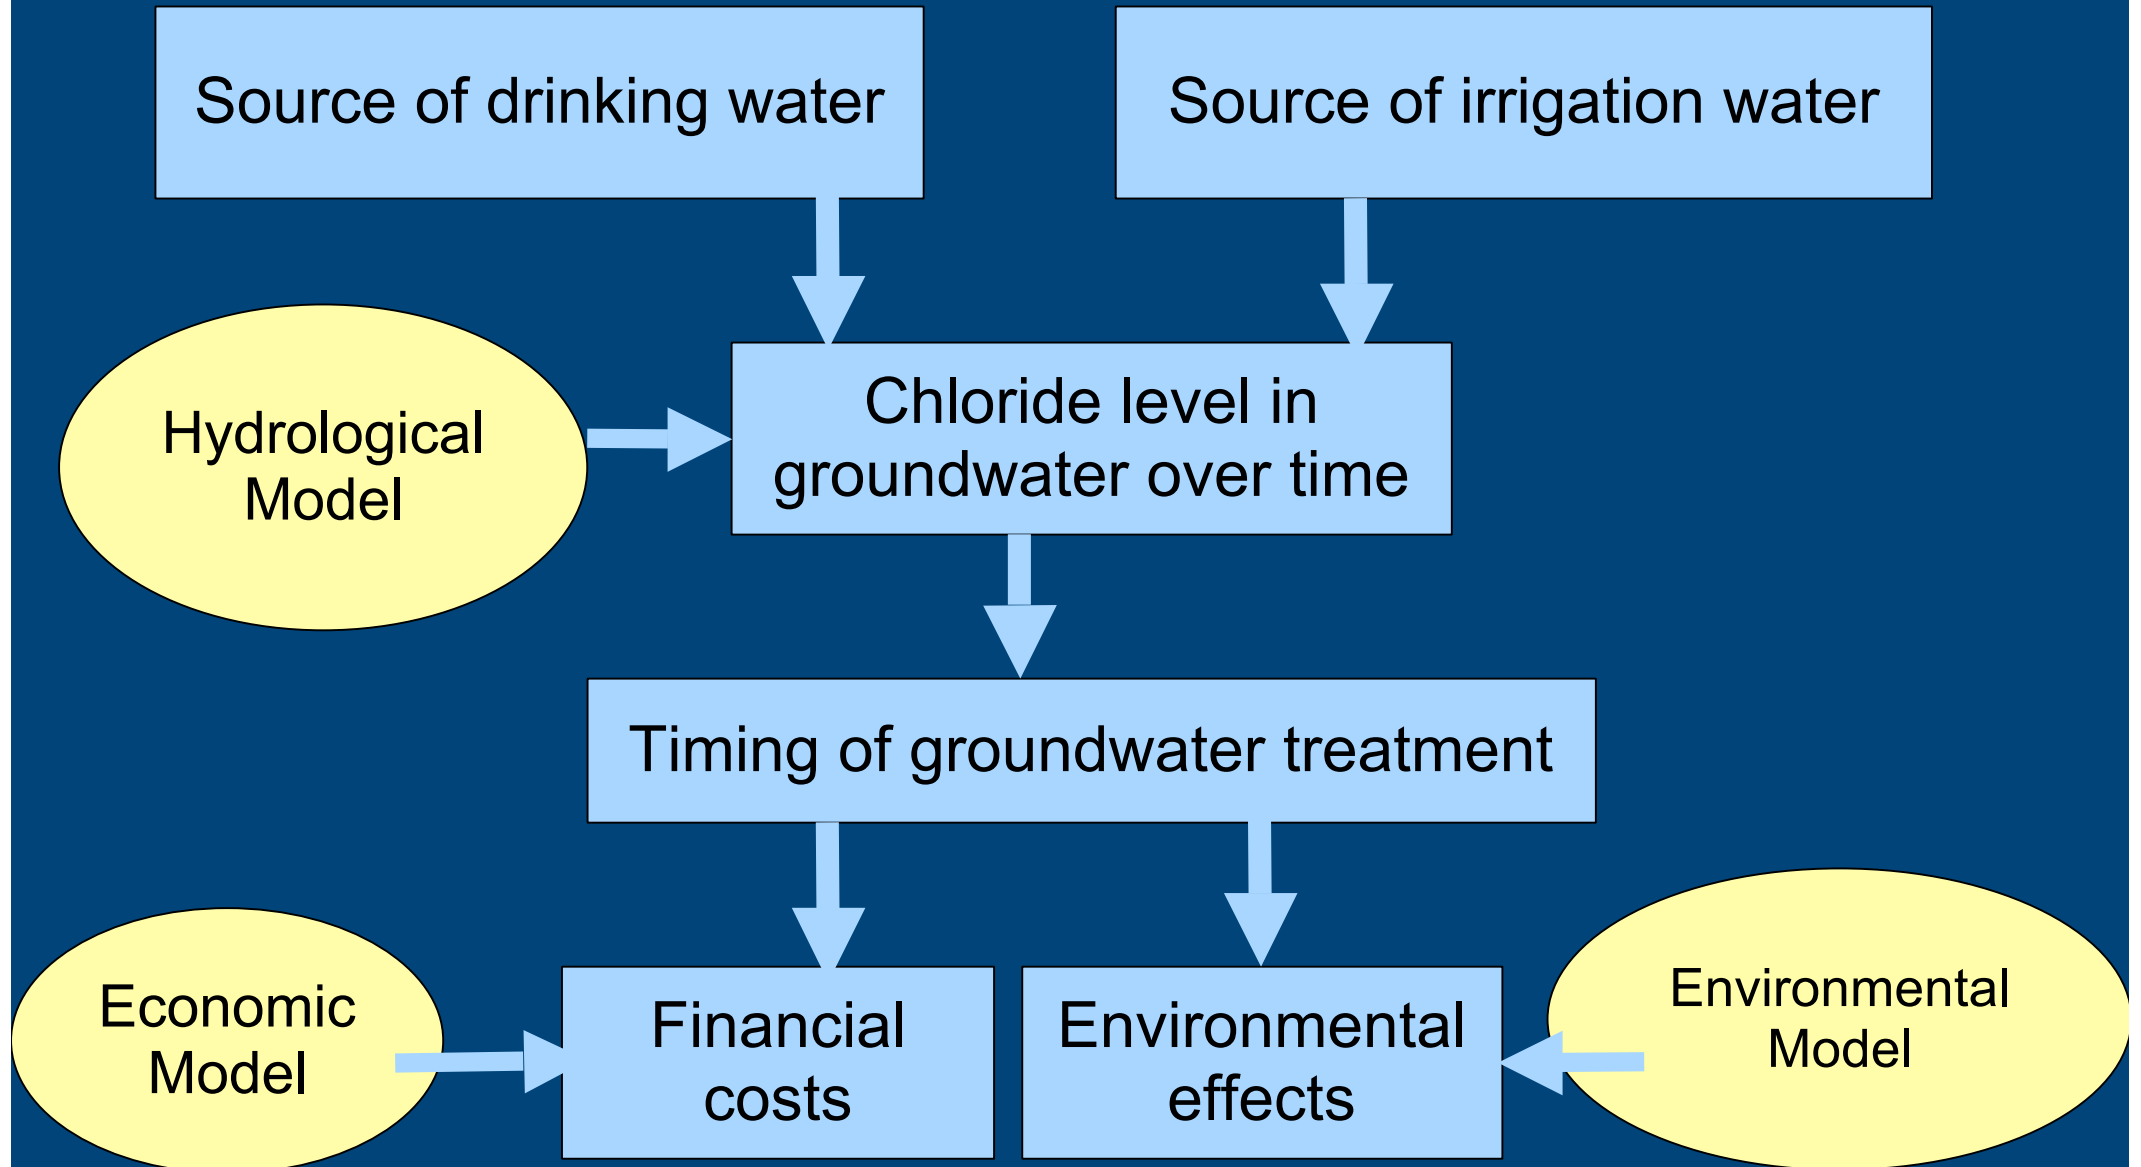 Source of drinking water
Source of irrigation water
Hydrological
Model
Chloride level in
groundwater over time
Timing of groundwater treatment
Economic
Model
Financial
costs
Environmental
effects
Environmental
Model